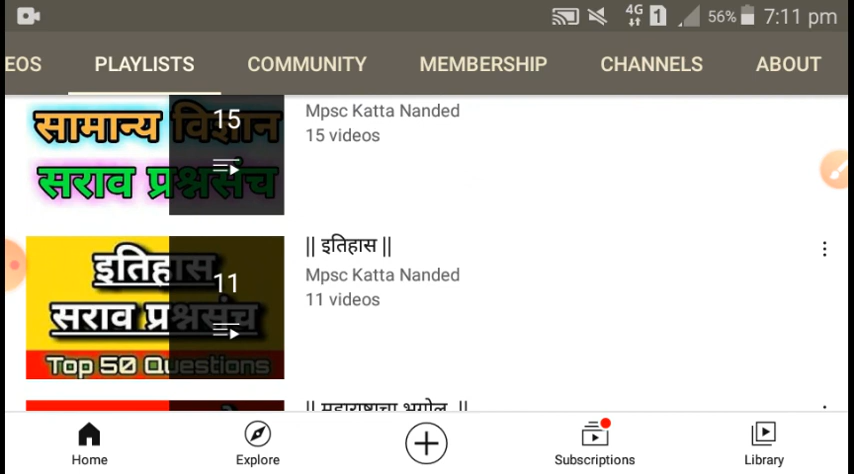 4G 1 56% 7:11 pm
EOS PLAYLISTS COMMUNITY MEMBERSHIP CHANNELS ABOUT
सामान्य विज्ञान
सराव प्रश्नसंच
15
Mpsc Katta Nanded
15 videos
इतिहास
सराव प्रश्नसंच
Top 50 Questions
11
|| इतिहास ||
Mpsc Katta Nanded
11 videos
|| महाराष्ट्राचा भूगोल ||
Home Explore Subscriptions Library